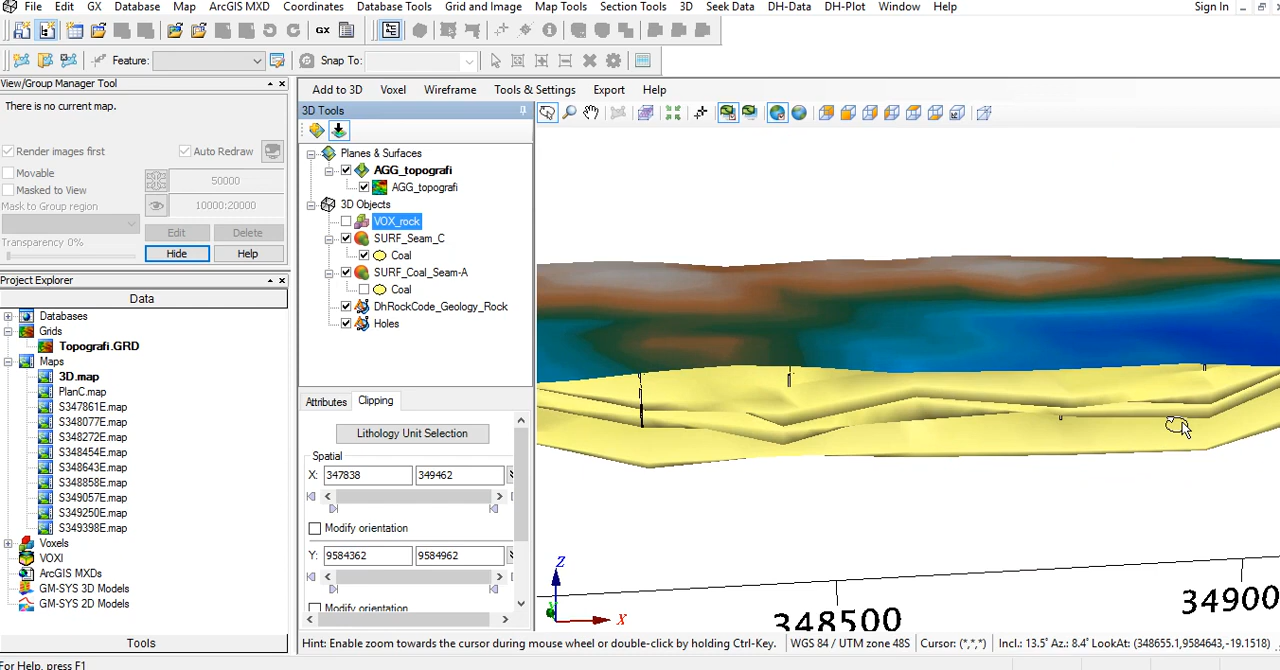 File Edit GX Database Map ArcGIS MXD Coordinates Database Tools Grid and Image Map Tools Section Tools 3D Seek Data DH-Data DH-Plot Window Help Sign In
GX
Feature: Snap To:
View/Group Manager Tool
There is no current map.
Render images first Auto Redraw
Movable
Masked to View 50000
Mask to Group region 10000:20000
Edit Delete
Transparency 0%
Hide Help
Project Explorer
Data
Databases
Grids
Topografi.GRD
Maps
3D.map
PlanC.map
S347861E.map
S348077E.map
S348272E.map
S348454E.map
S348643E.map
S348858E.map
S349057E.map
S349250E.map
S349398E.map
Voxels
VOXI
ArcGIS MXDs
GM-SYS 3D Models
GM-SYS 2D Models
Tools
Add to 3D Voxel Wireframe Tools & Settings Export Help
3D Tools
Planes & Surfaces
AGG_topografi
AGG_topografi
3D Objects
VOX_rock
SURF_Seam_C
Coal
SURF_Coal_Seam-A
Coal
DhRockCode_Geology_Rock
Holes
Attributes Clipping
Lithology Unit Selection
Spatial
X: 347838 349462
Modify orientation
Y: 9584362 9584962
Modify orientation
Z
X
348500
34900
Hint: Enable zoom towards the cursor during mouse wheel or double-click by holding Ctrl-Key. WGS 84 / UTM zone 48S Cursor: (*,*,*) Incl.: 13.5° Az.: 8.4° LookAt: (348655.1,9584643,-19.1518)
For Help, press F1